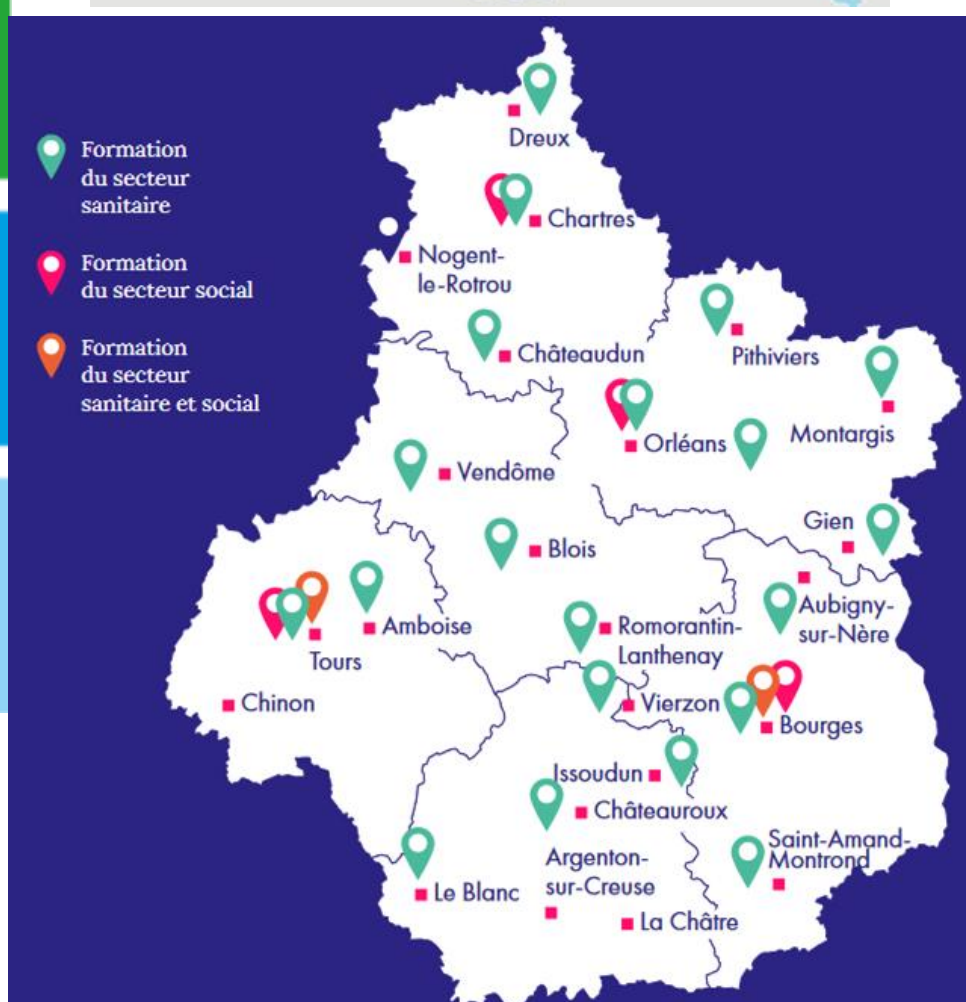 Formation
du secteur
sanitaire
Formation
du secteur social
Formation
du secteur
sanitaire et social
Dreux
Chartres
Nogent-
le-Rotrou
Châteaudun
Pithiviers
Montargis
Orléans
Vendôme
Gien
Blois
Aubigny-
sur-Nère
Amboise
Romorantin-
Lanthenay
Tours
Chinon
Vierzon
Bourges
Issoudun
Châteauroux
Saint-Amand-
Montrond
Argenton-
sur-Creuse
Le Blanc
La Châtre